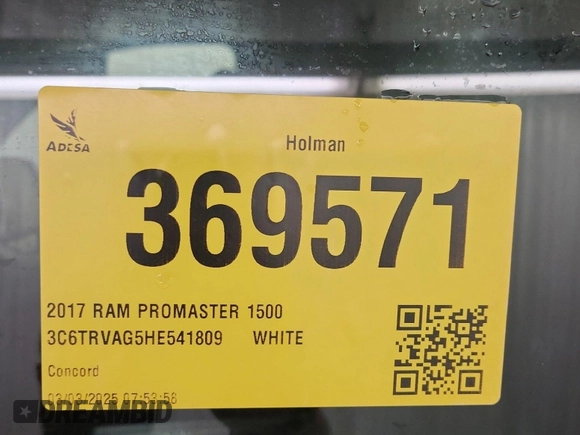 ADESA
Holman
369571
2017 RAM PROMASTER 1500
3C6TRVAG5HE541809 WHITE
Concord
03/03/2025 07:53:58
DREAMBID